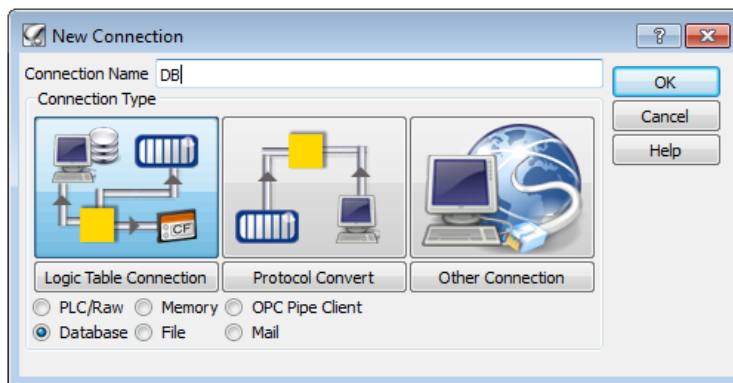 New Connection
Connection Name DB
OK
Connection Type
Cancel
Help
CF
Logic Table Connection Protocol Convert Other Connection
PLC/Raw Memory OPC Pipe Client
Database File Mail